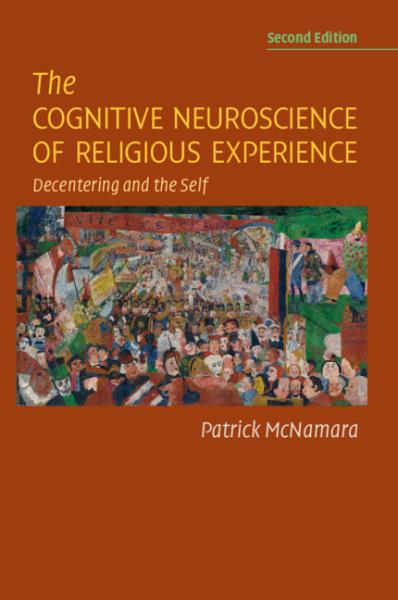 Second Edition
The
COGNITIVE NEUROSCIENCE
OF RELIGIOUS EXPERIENCE
Decentering and the Self
Patrick McNamara